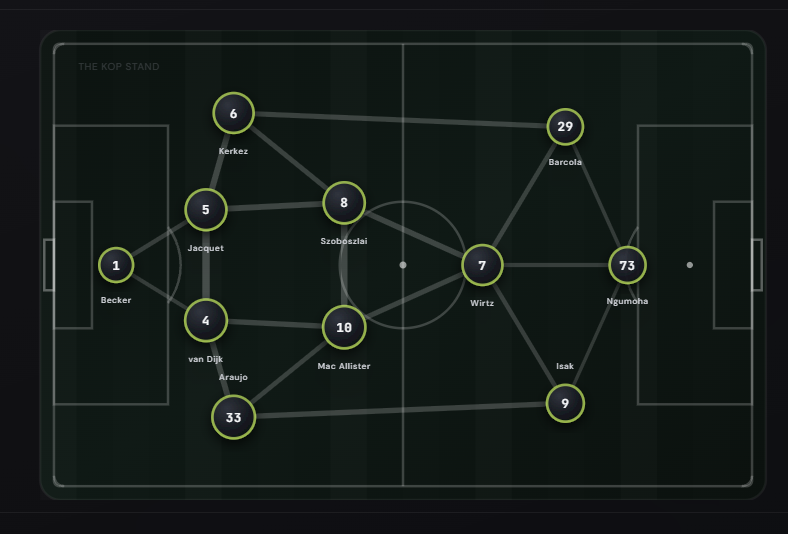 THE KOP STAND
6
Kerkez
29
Barcola
5
Jacquet
8
Szoboszlai
1
Becker
7
Wirtz
73
Ngumoha
4
van Dijk
10
Mac Allister
Araujo
33
Isak
9